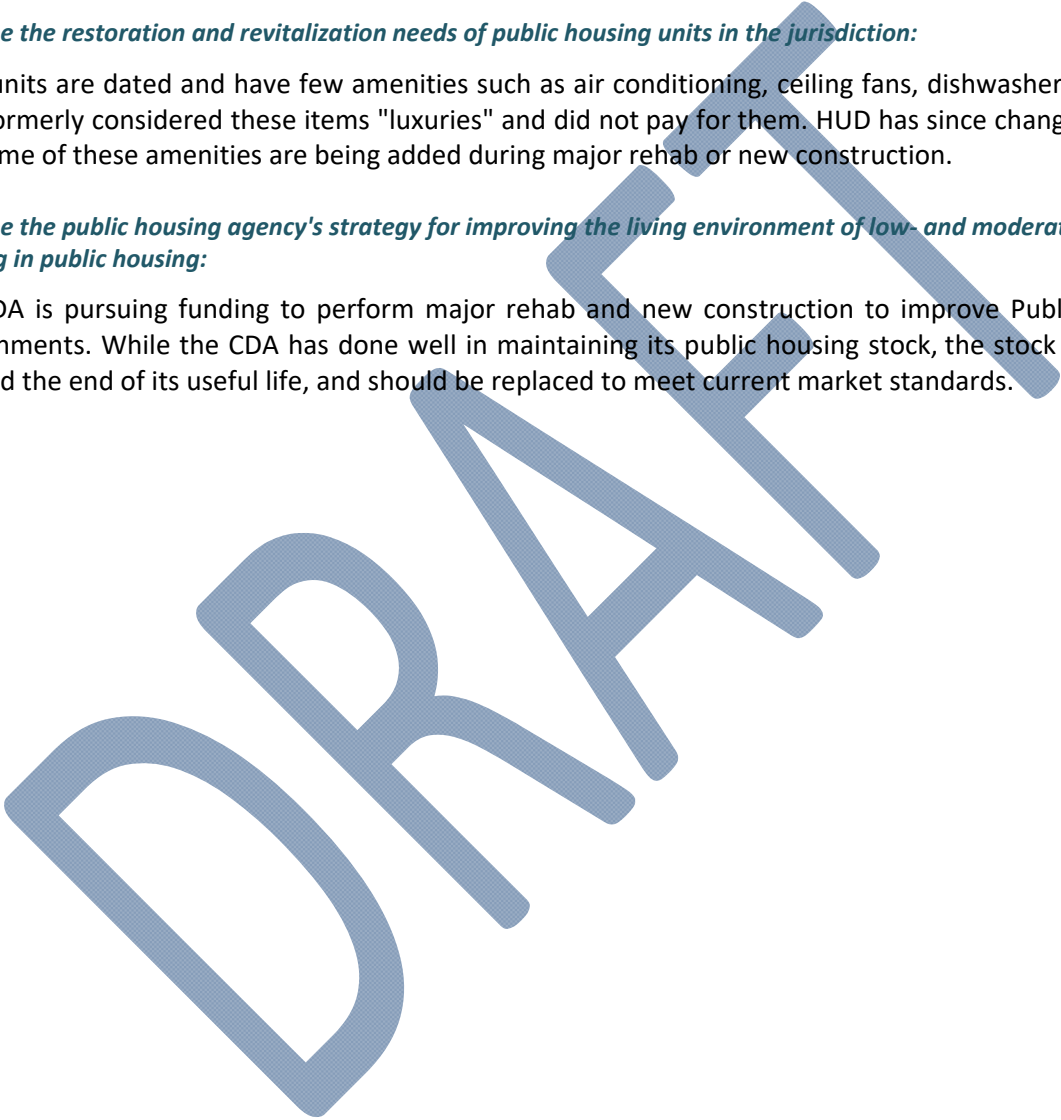 e the restoration and revitalization needs of public housing units in the jurisdiction:
units are dated and have few amenities such as air conditioning, ceiling fans, dishwasher
ormerly considered these items "luxuries" and did not pay for them. HUD has since chang
me of these amenities are being added during major rehab or new construction.
e the public housing agency's strategy for improving the living environment of low- and moderat
g in public housing:
DA is pursuing funding to perform major rehab and new construction to improve Publ
nments. While the CDA has done well in maintaining its public housing stock, the stock
d the end of its useful life, and should be replaced to meet current market standards.
DRAFT